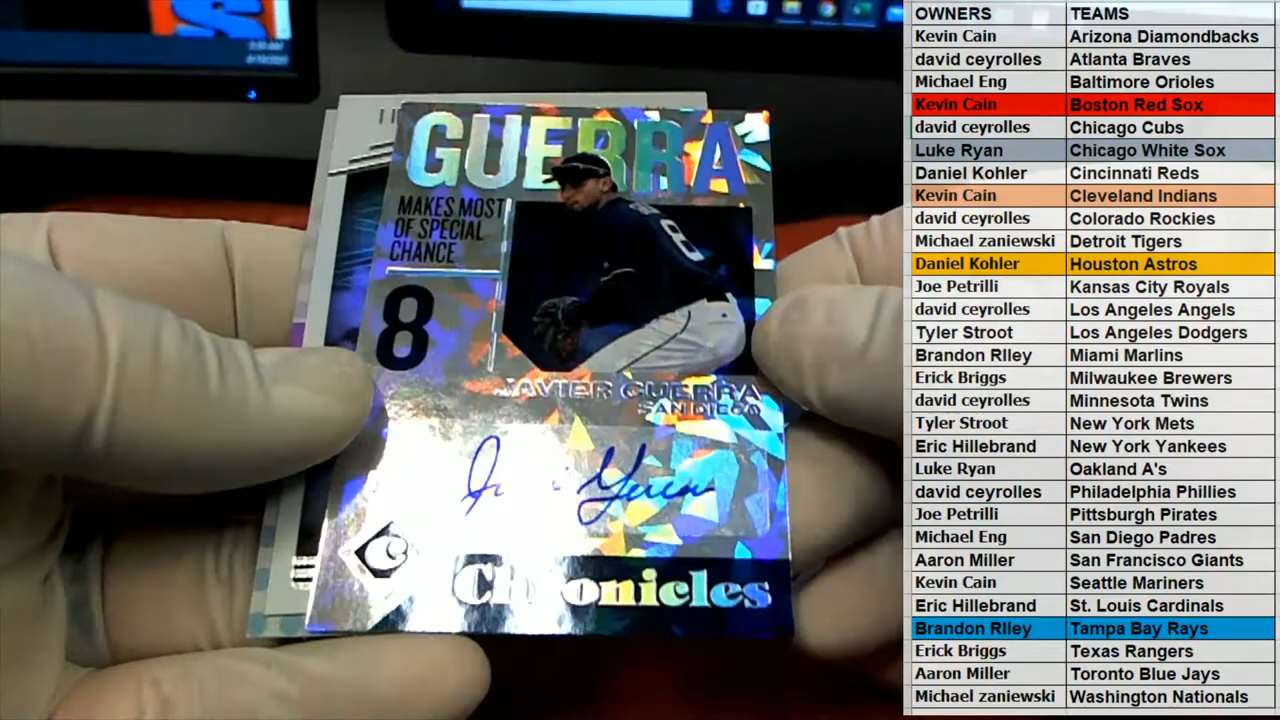 GUERRA
MAKES MOST
OF SPECIAL
CHANCE
8
8
JAVIER GUERRA
SAN DIEGO
Chronicles
OWNERS TEAMS
Kevin Cain Arizona Diamondbacks
david ceyrolles Atlanta Braves
Michael Eng Baltimore Orioles
Kevin Cain Boston Red Sox
david ceyrolles Chicago Cubs
Luke Ryan Chicago White Sox
Daniel Kohler Cincinnati Reds
Kevin Cain Cleveland Indians
david ceyrolles Colorado Rockies
Michael zaniewski Detroit Tigers
Daniel Kohler Houston Astros
Joe Petrilli Kansas City Royals
david ceyrolles Los Angeles Angels
Tyler Stroot Los Angeles Dodgers
Brandon RIley Miami Marlins
Erick Briggs Milwaukee Brewers
david ceyrolles Minnesota Twins
Tyler Stroot New York Mets
Eric Hillebrand New York Yankees
Luke Ryan Oakland A's
david ceyrolles Philadelphia Phillies
Joe Petrilli Pittsburgh Pirates
Michael Eng San Diego Padres
Aaron Miller San Francisco Giants
Kevin Cain Seattle Mariners
Eric Hillebrand St. Louis Cardinals
Brandon RIley Tampa Bay Rays
Erick Briggs Texas Rangers
Aaron Miller Toronto Blue Jays
Michael zaniewski Washington Nationals